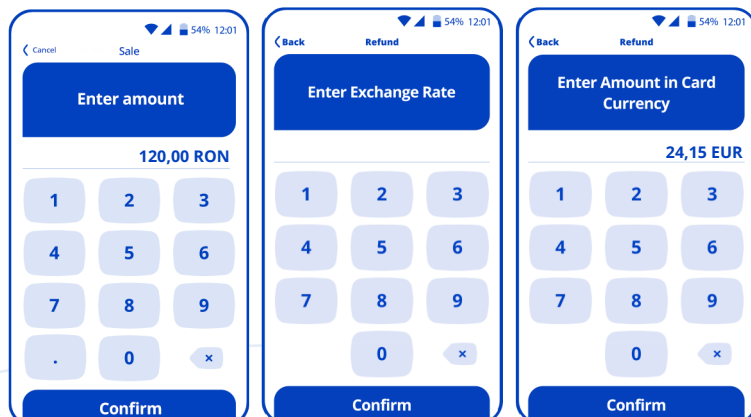 54% 12:01
Cancel
Sale
Enter amount
120,00 RON
1 2 3
4 5 6
7 8 9
. 0 ×
Confirm
54% 12:01
Back
Refund
Enter Exchange Rate
1 2 3
4 5 6
7 8 9
0 ×
Confirm
54% 12:01
Back
Refund
Enter Amount in Card
Currency
24,15 EUR
1 2 3
4 5 6
7 8 9
0 ×
Confirm